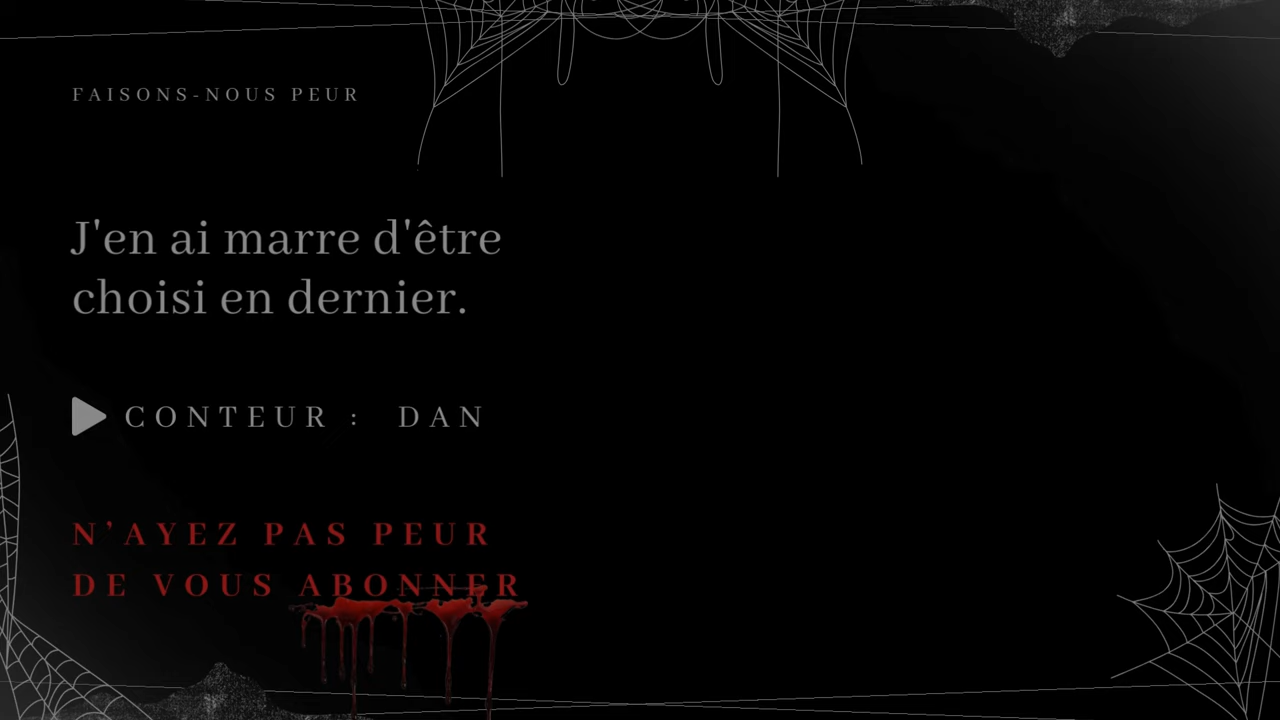 FAISONS-NOUS PEUR
J'en ai marre d'être
choisi en dernier.
CONTEUR : DAN
N’AYEZ PAS PEUR
DE VOUS ABONNER